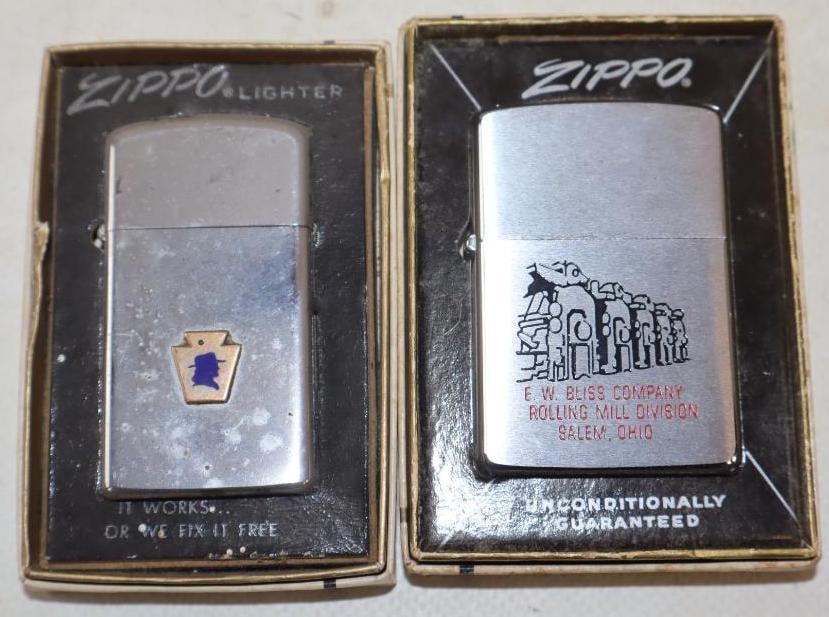 ZIPPO® LIGHTER
IT WORKS...
OR WE FIX IT FREE
ZIPPO®
E. W. BLISS COMPANY
ROLLING MILL DIVISION
SALEM, OHIO
UNCONDITIONALLY
GUARANTEED